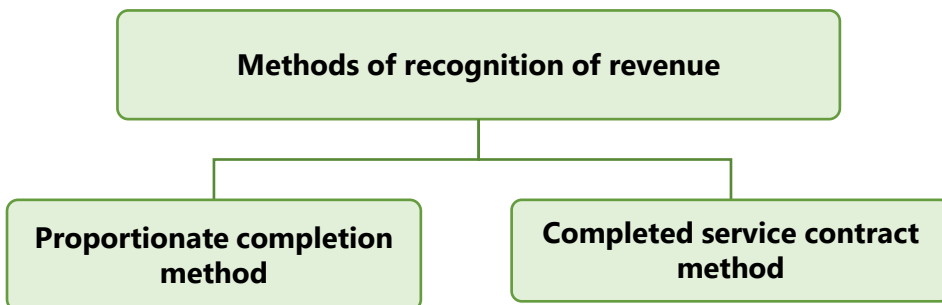 Methods of recognition of revenue
Proportionate completion
method
Completed service contract
method